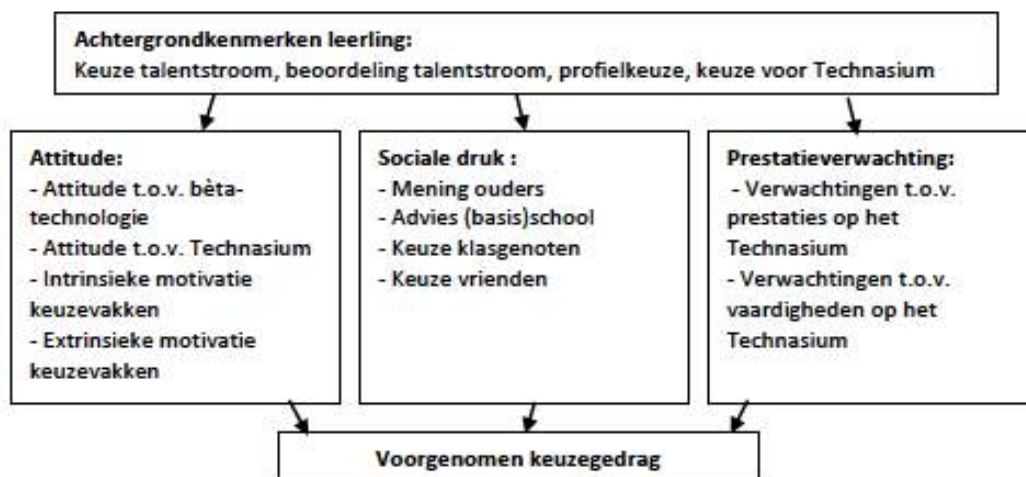 Achtergrondkenmerken leerling:
Keuze talentstroom, beoordeling talentstroom, profielkeuze, keuze voor Technasium
Attitude:
- Attitude t.o.v. bèta-
technologie
- Attitude t.o.v. Technasium
- Intrinsieke motivatie
keuzevakken
- Extrinsieke motivatie
keuzevakken
Sociale druk :
- Mening ouders
- Advies (basis)school
- Keuze klasgenoten
- Keuze vrienden
Prestatieverwachting:
- Verwachtingen t.o.v.
prestaties op het
Technasium
- Verwachtingen t.o.v.
vaardigheden op het
Technasium
Voorgenomen keuzegedrag